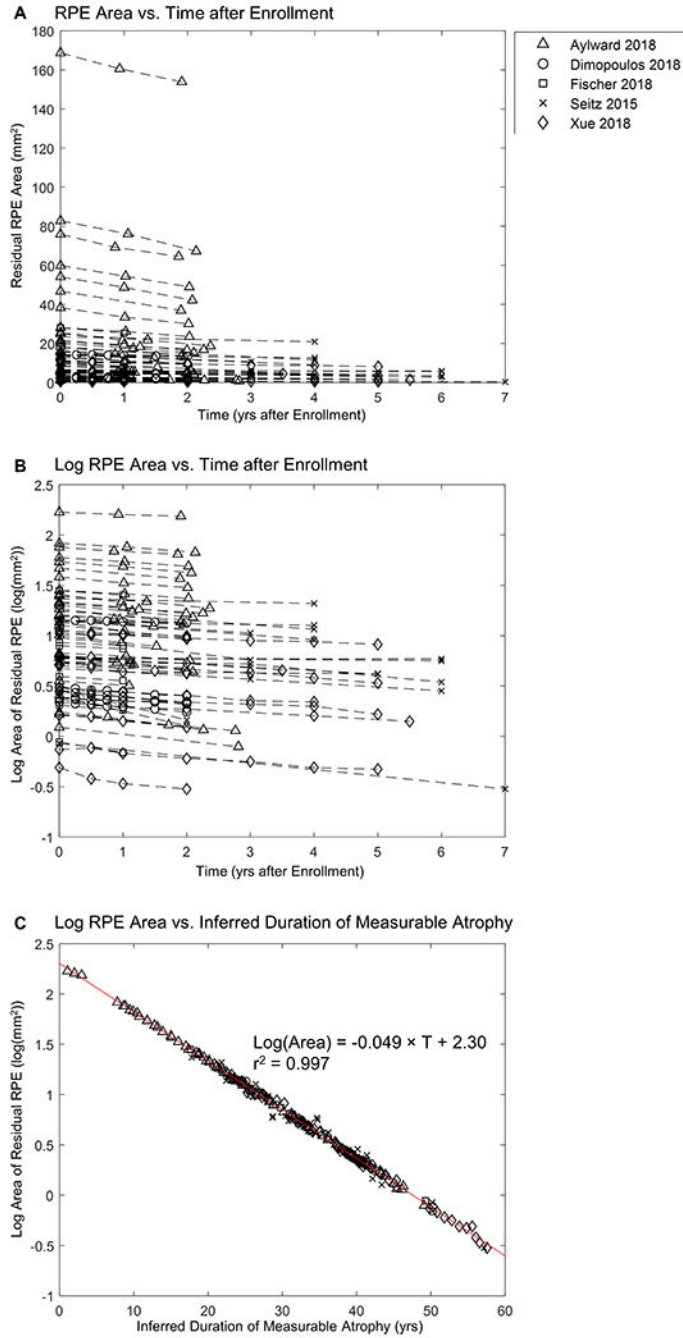 A RPE Area vs. Time after Enrollment
Aylward 2018
Dimopoulos 2018
Fischer 2018
Seitz 2015
Xue 2018
180
160
140
120
100
80
60
40
20
0
Residual RPE Area (mm²)
0 1 2 3 4 5 6 7
Time (yrs after Enrollment)
B Log RPE Area vs. Time after Enrollment
2.5
2
1.5
1
0.5
0
-0.5
-1
Log Area of Residual RPE (log(mm²))
0 1 2 3 4 5 6 7
Time (yrs after Enrollment)
C Log RPE Area vs. Inferred Duration of Measurable Atrophy
2.5
2
1.5
1
0.5
0
-0.5
-1
Log Area of Residual RPE (log(mm²))
Log(Area) = -0.049 × T + 2.30
r² = 0.997
0 10 20 30 40 50 60
Inferred Duration of Measurable Atrophy (yrs)